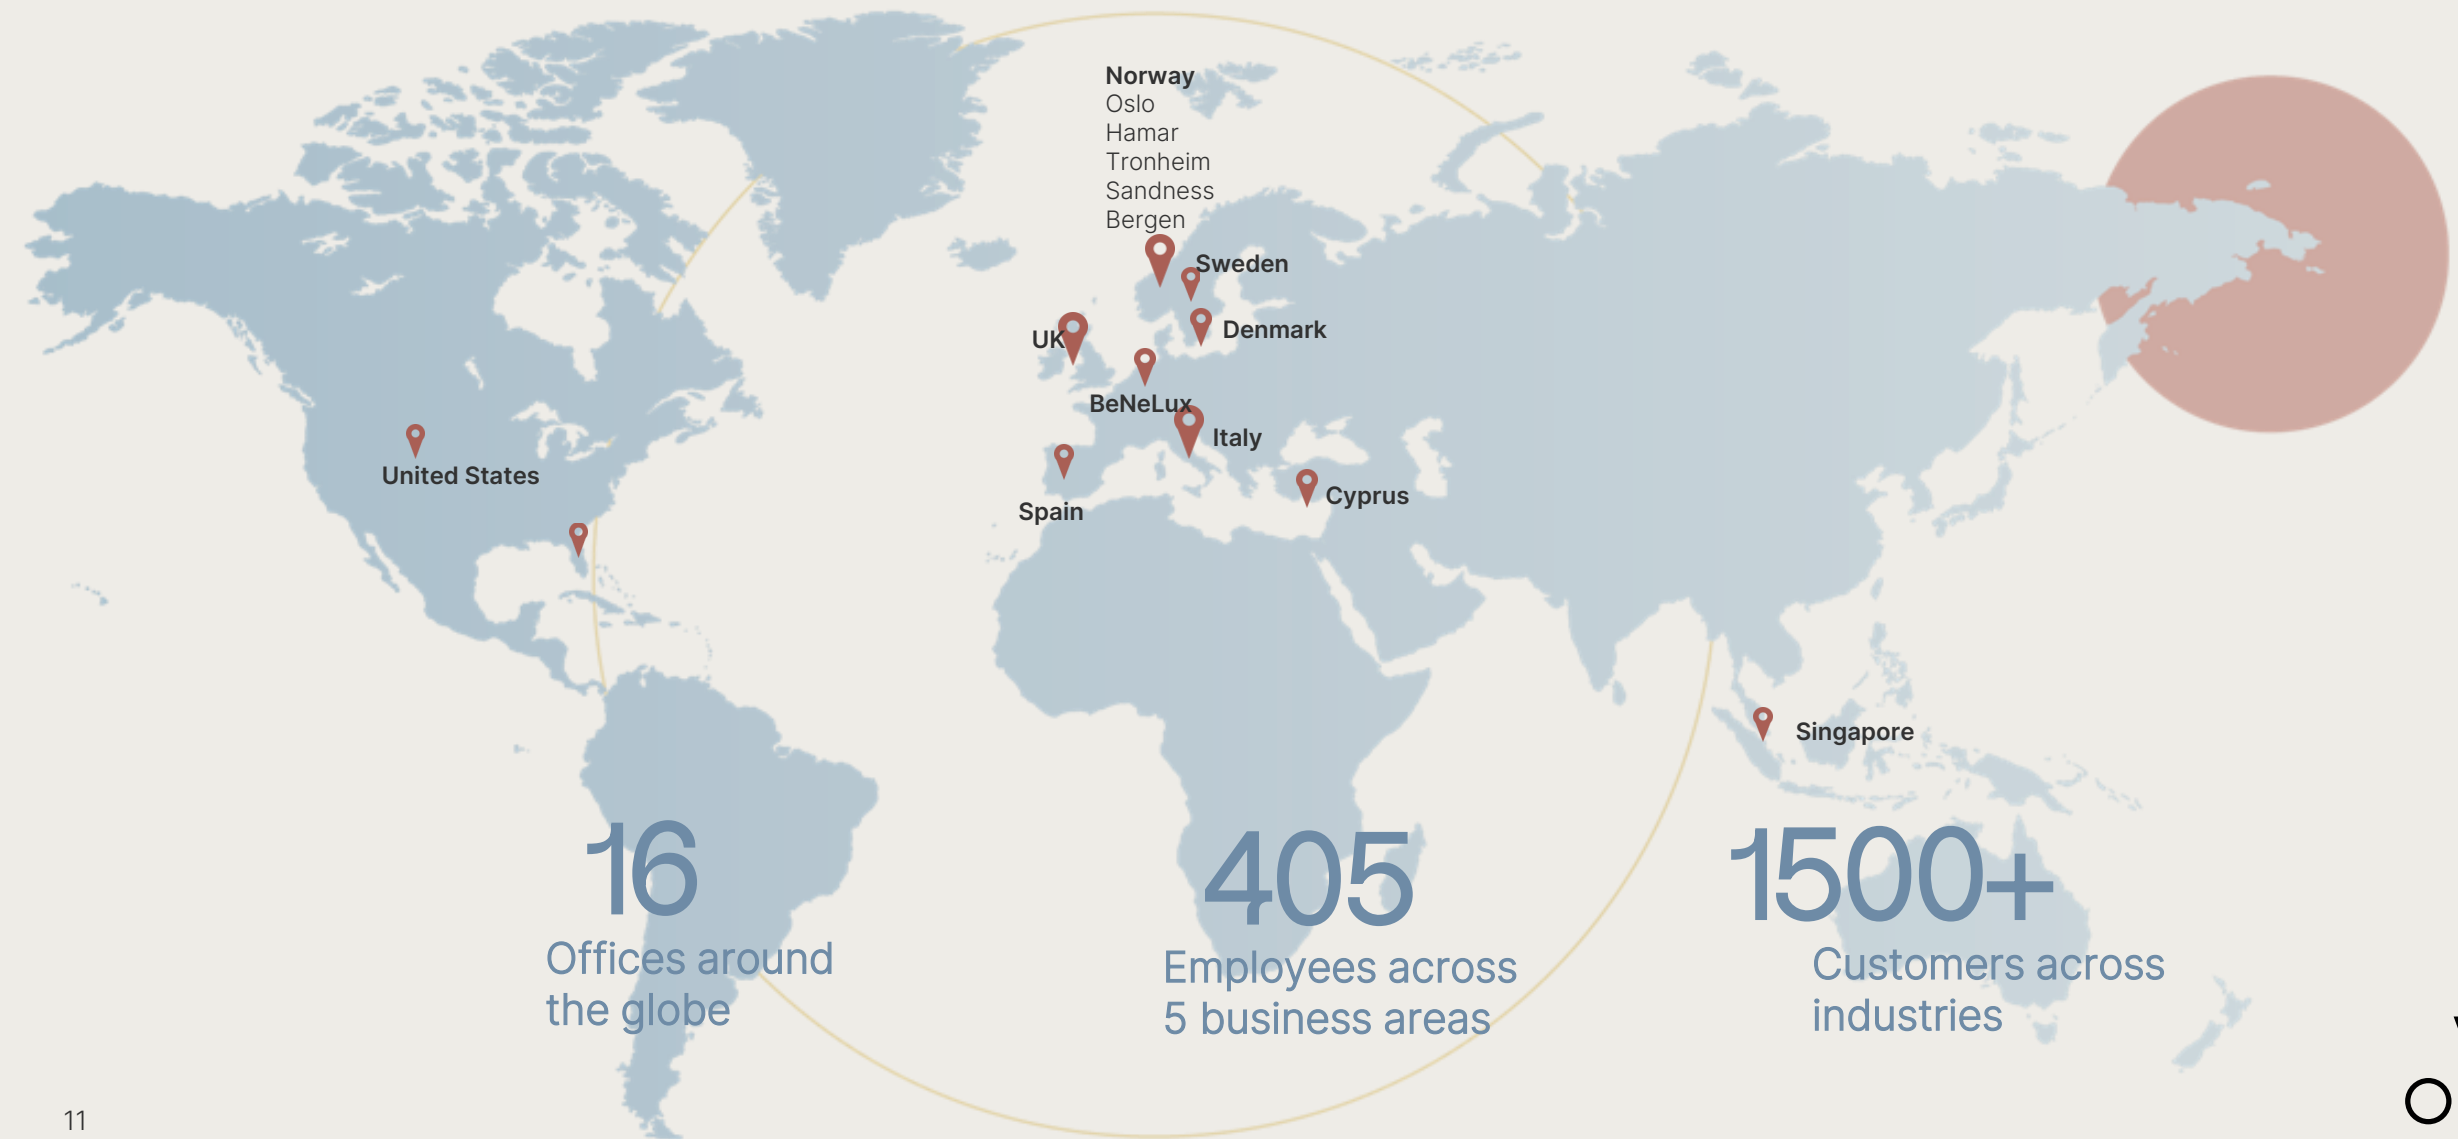 Norway
Oslo
Hamar
Tronheim
Sandness
Bergen
Sweden
UK
Denmark
BeNeLux
Italy
United States
Cyprus
Spain
Singapore
16
Offices around
the globe
405
Employees across
5 business areas
1500+
Customers across
industries
11